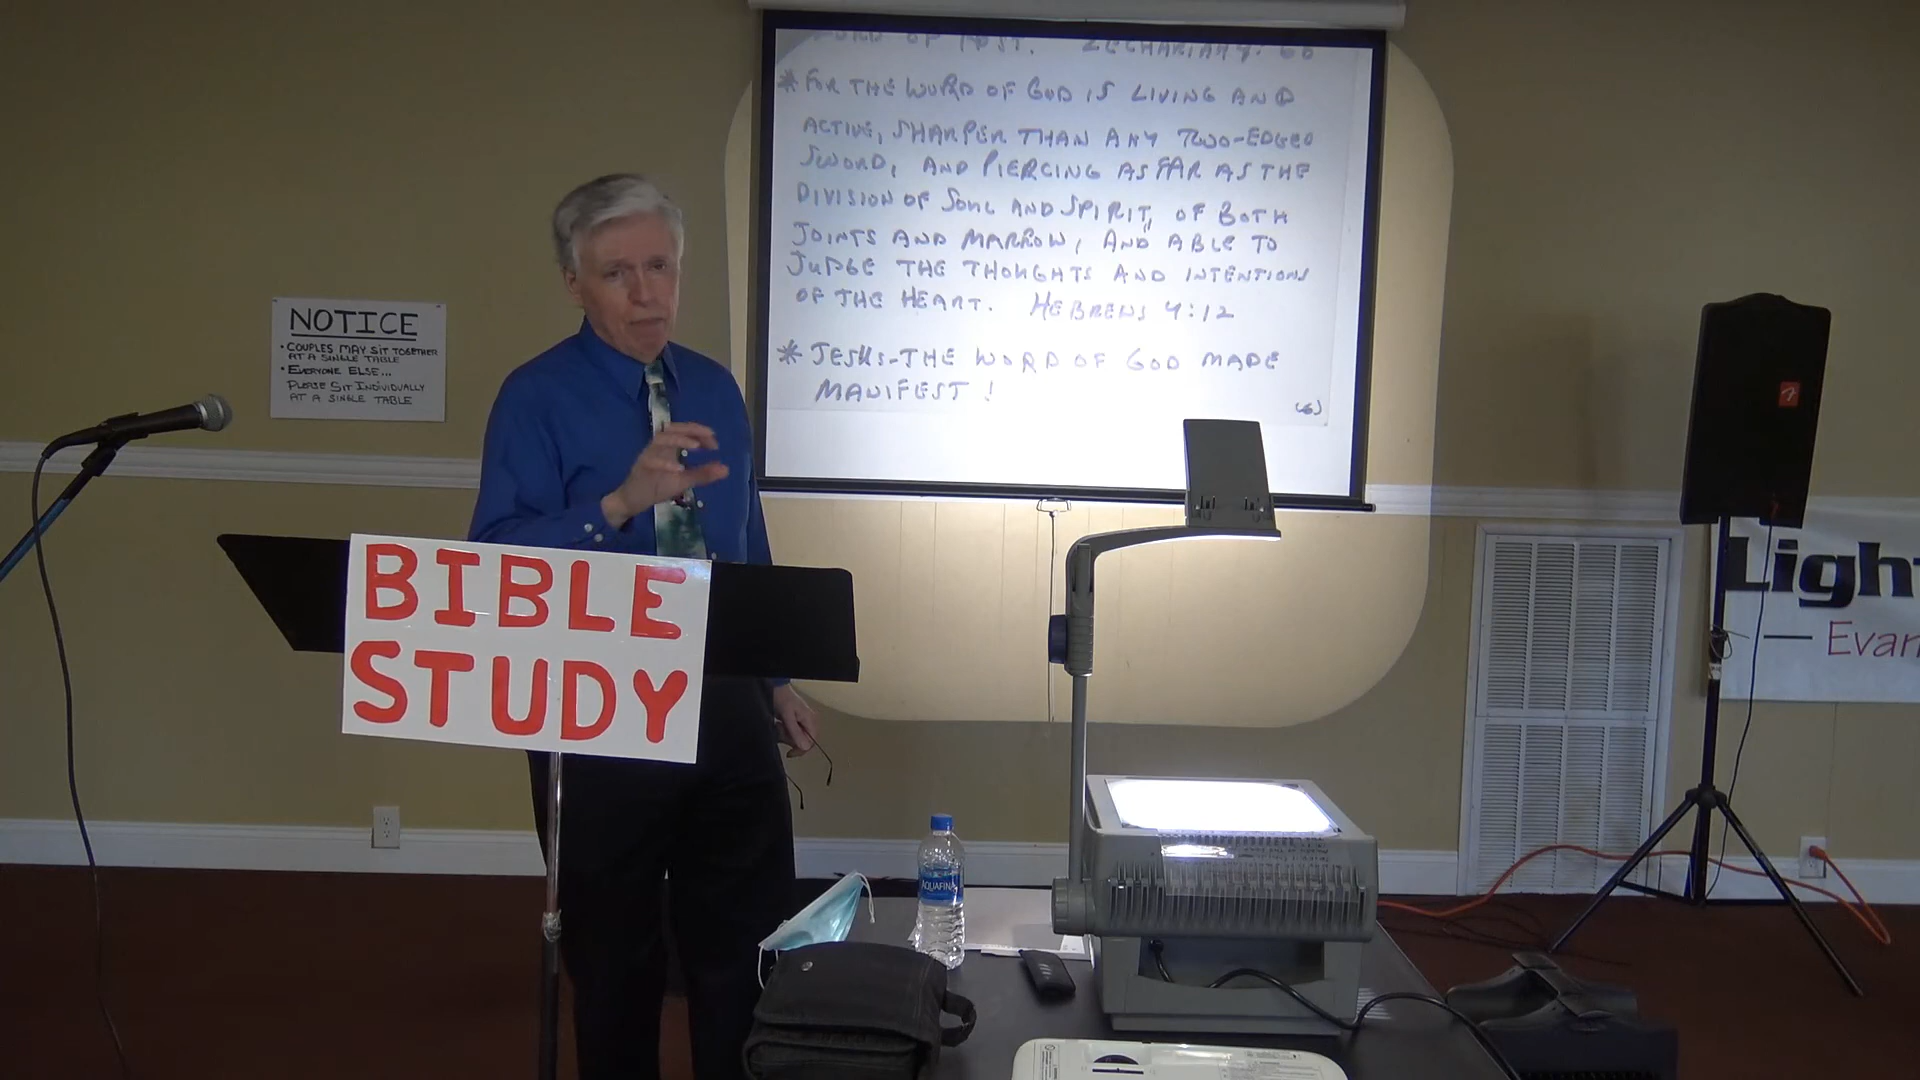 * FOR THE WORD OF GOD IS LIVING AND
ACTIVE, SHARPER THAN ANY TWO-EDGED
SWORD, AND PIERCING AS FAR AS THE
DIVISION OF SOUL AND SPIRIT, OF BOTH
JOINTS AND MARROW, AND ABLE TO
JUDGE THE THOUGHTS AND INTENTIONS
OF THE HEART. HEBREWS 4:12
* JESUS-THE WORD OF GOD MADE
MANIFEST!
(6)
NOTICE
• COUPLES MAY SIT TOGETHER
AT A SINGLE TABLE
• EVERYONE ELSE...
PLEASE SIT INDIVIDUALLY
AT A SINGLE TABLE
BIBLE
STUDY
Ligh
— Evan
AQUAFINA